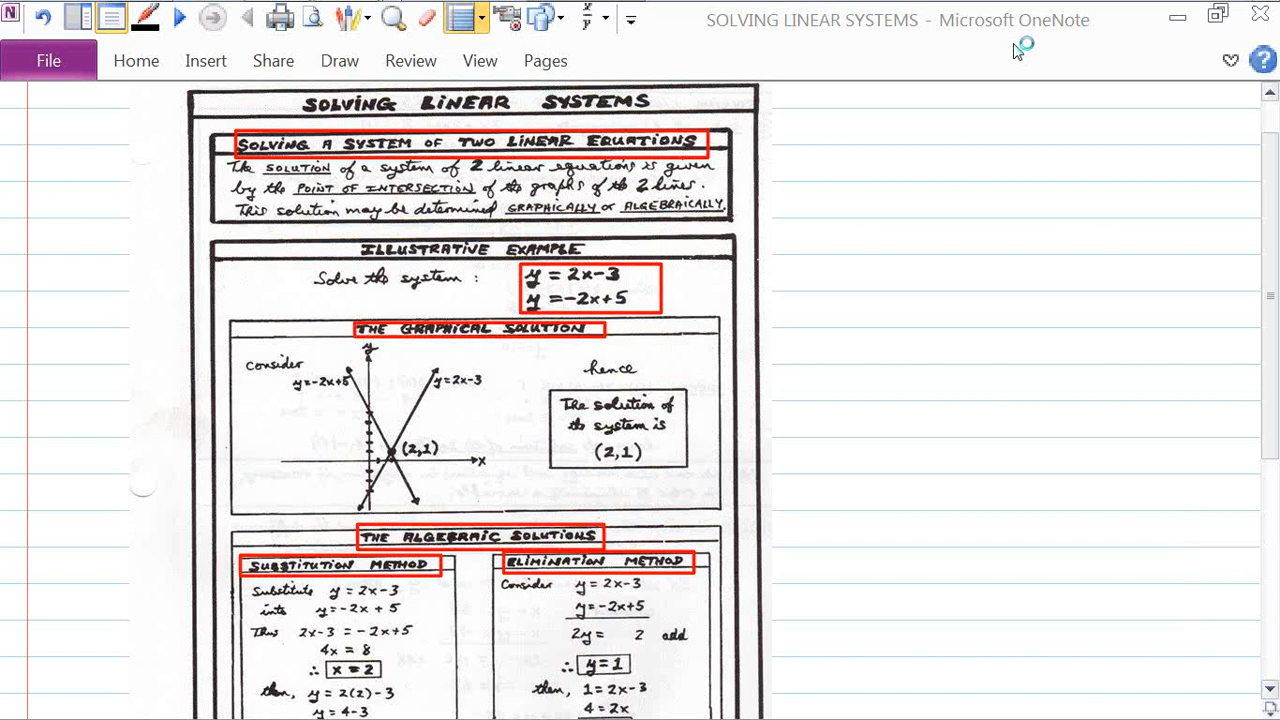 SOLVING LINEAR SYSTEMS - Microsoft OneNote
File Home Insert Share Draw Review View Pages
SOLVING LINEAR SYSTEMS
SOLVING A SYSTEM OF TWO LINEAR EQUATIONS
The SOLUTION of a system of 2 linear equations is given
by the POINT OF INTERSECTION of the graphs of the 2 lines.
This solution may be determined GRAPHICALLY or ALGEBRAICALLY.
ILLUSTRATIVE EXAMPLE
Solve the system :
y = 2x-3
y = -2x+5
THE GRAPHICAL SOLUTION
y
Consider
y=-2x+5
y=2x-3
(2,1)
x
hence
The solution of
the system is
(2,1)
THE ALGEBRAIC SOLUTIONS
SUBSTITUTION METHOD
Substitute y = 2x-3
into y = -2x + 5
Thus 2x-3 = -2x+5
4x = 8
∴ x = 2
then, y = 2(2)-3
y = 4-3
ELIMINATION METHOD
Consider y = 2x-3
y = -2x+5
2y = 2 add
∴ y=1
then, 1 = 2x-3
4 = 2x